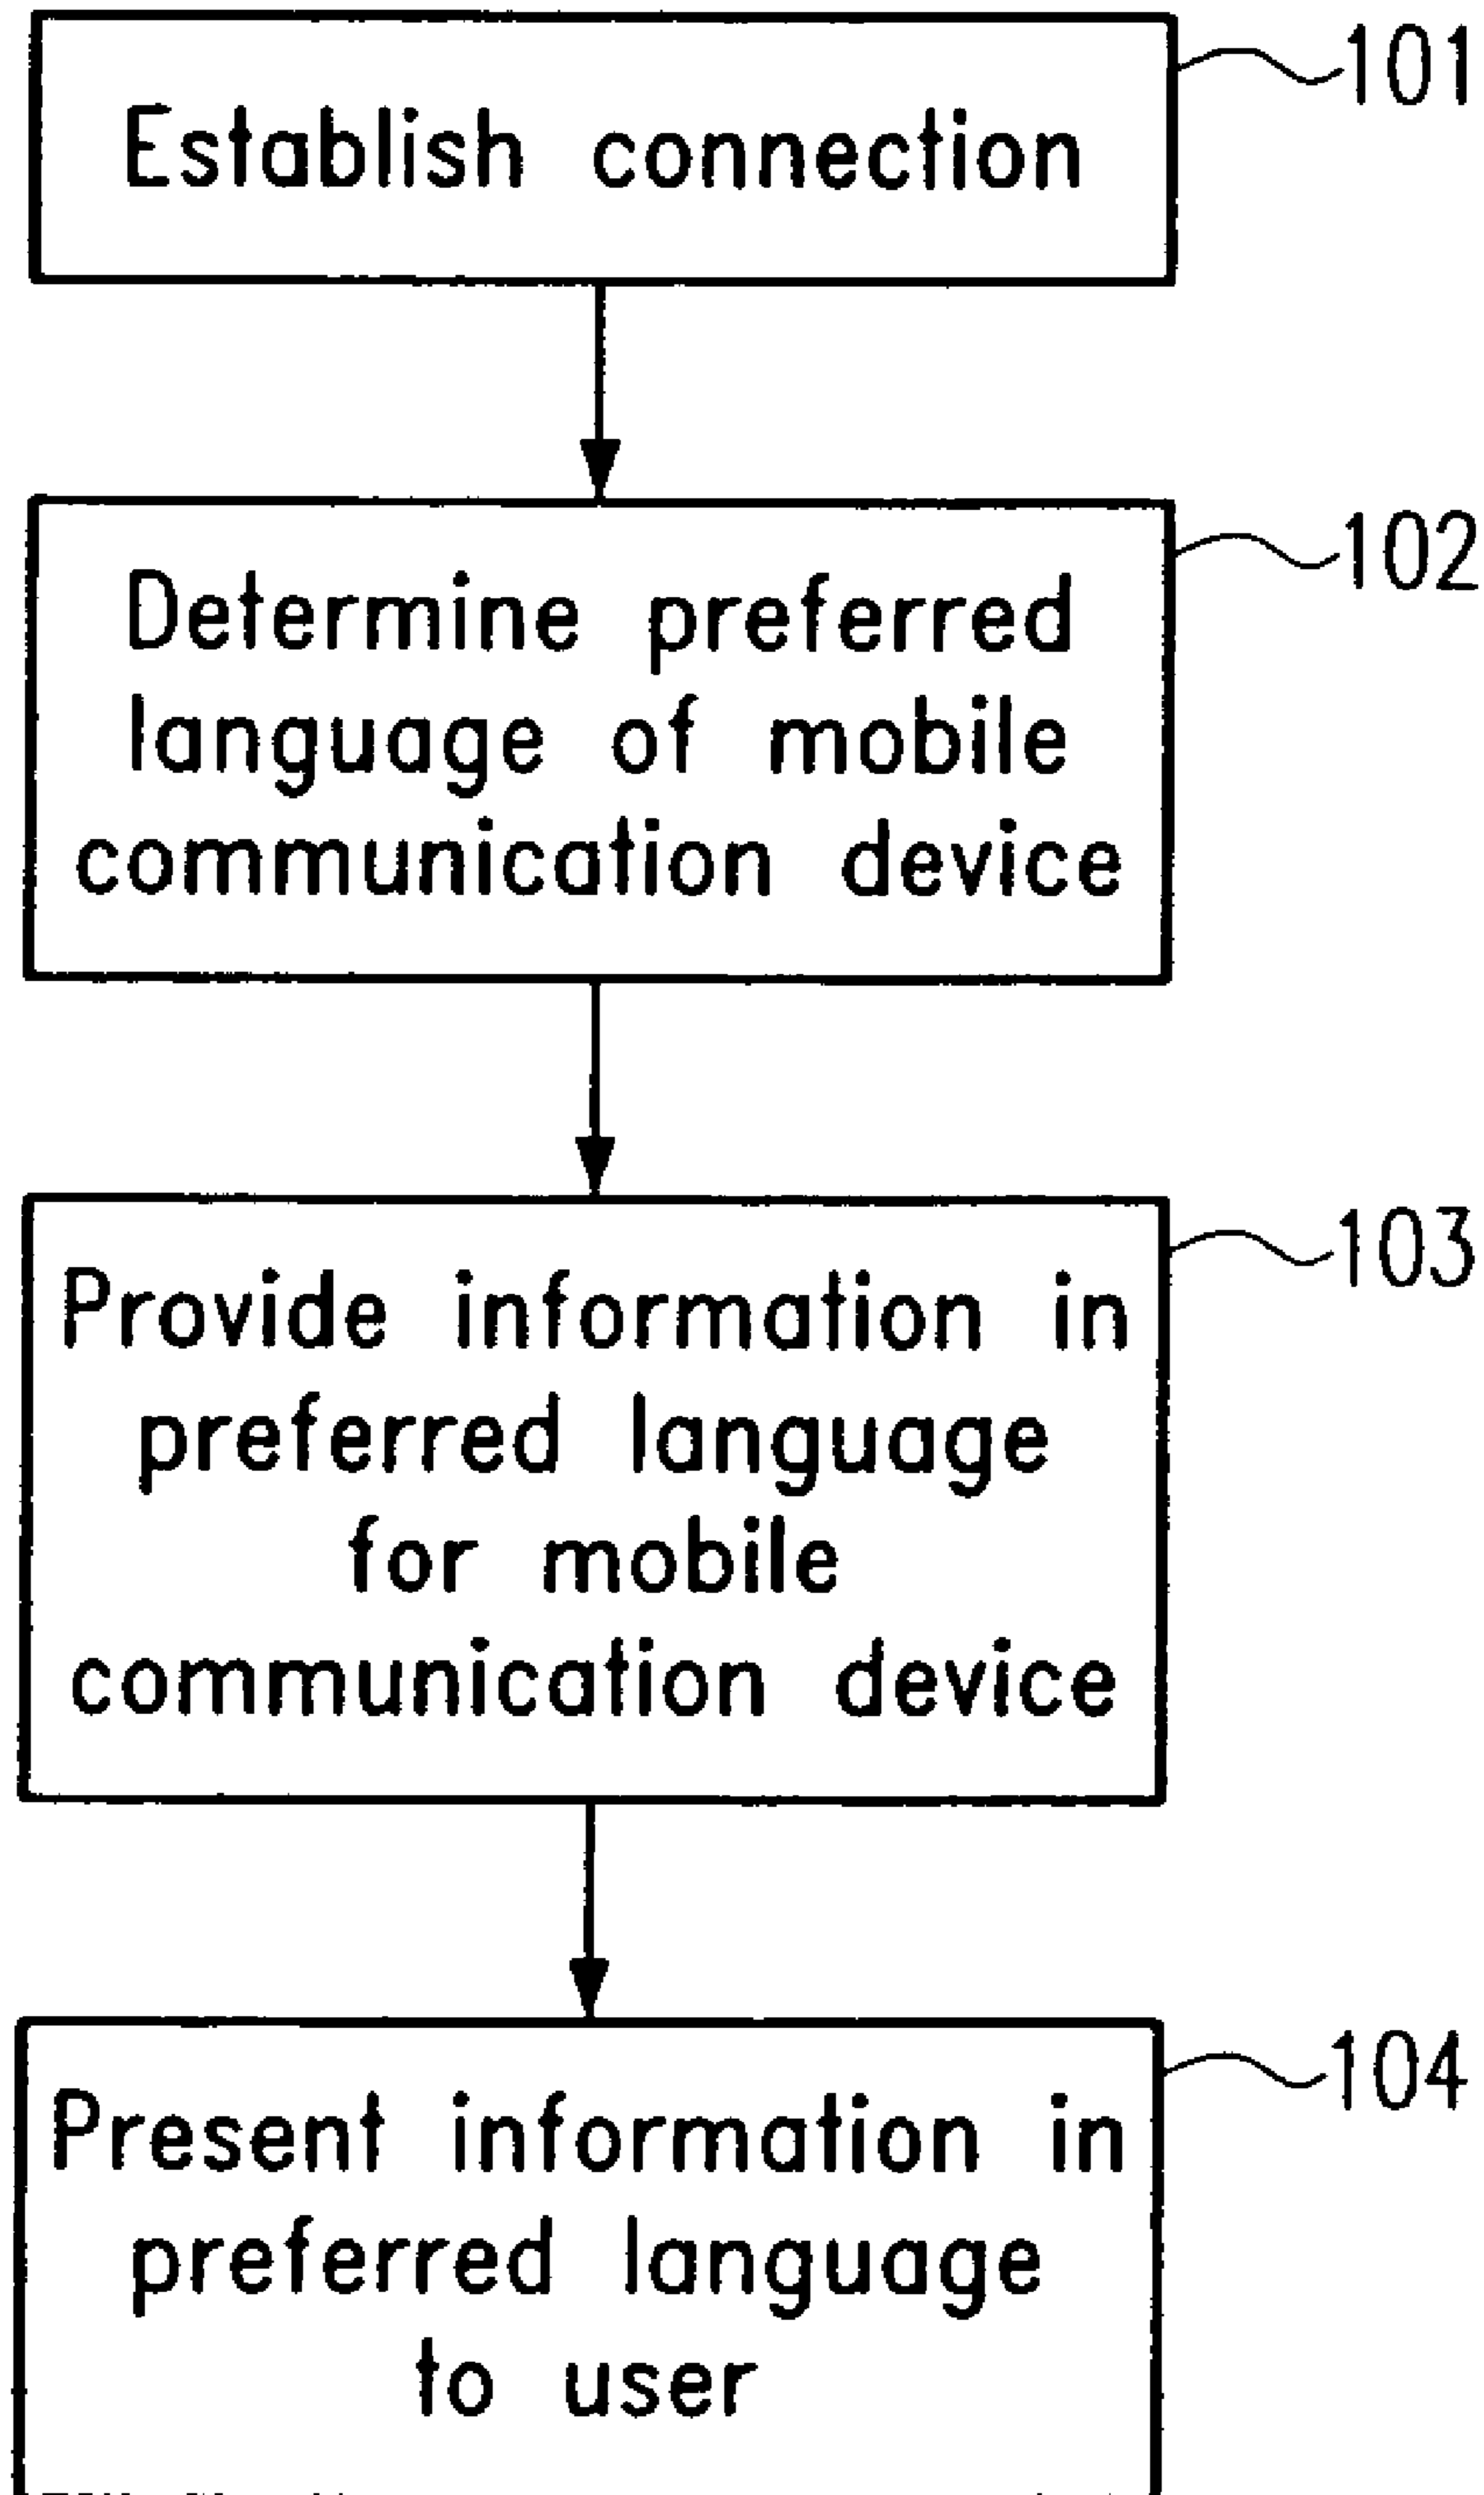 Establish connection
101
Determine preferred
language of mobile
communication device
102
Provide information in
preferred language
for mobile
communication device
103
Present information in
preferred language
to user
104